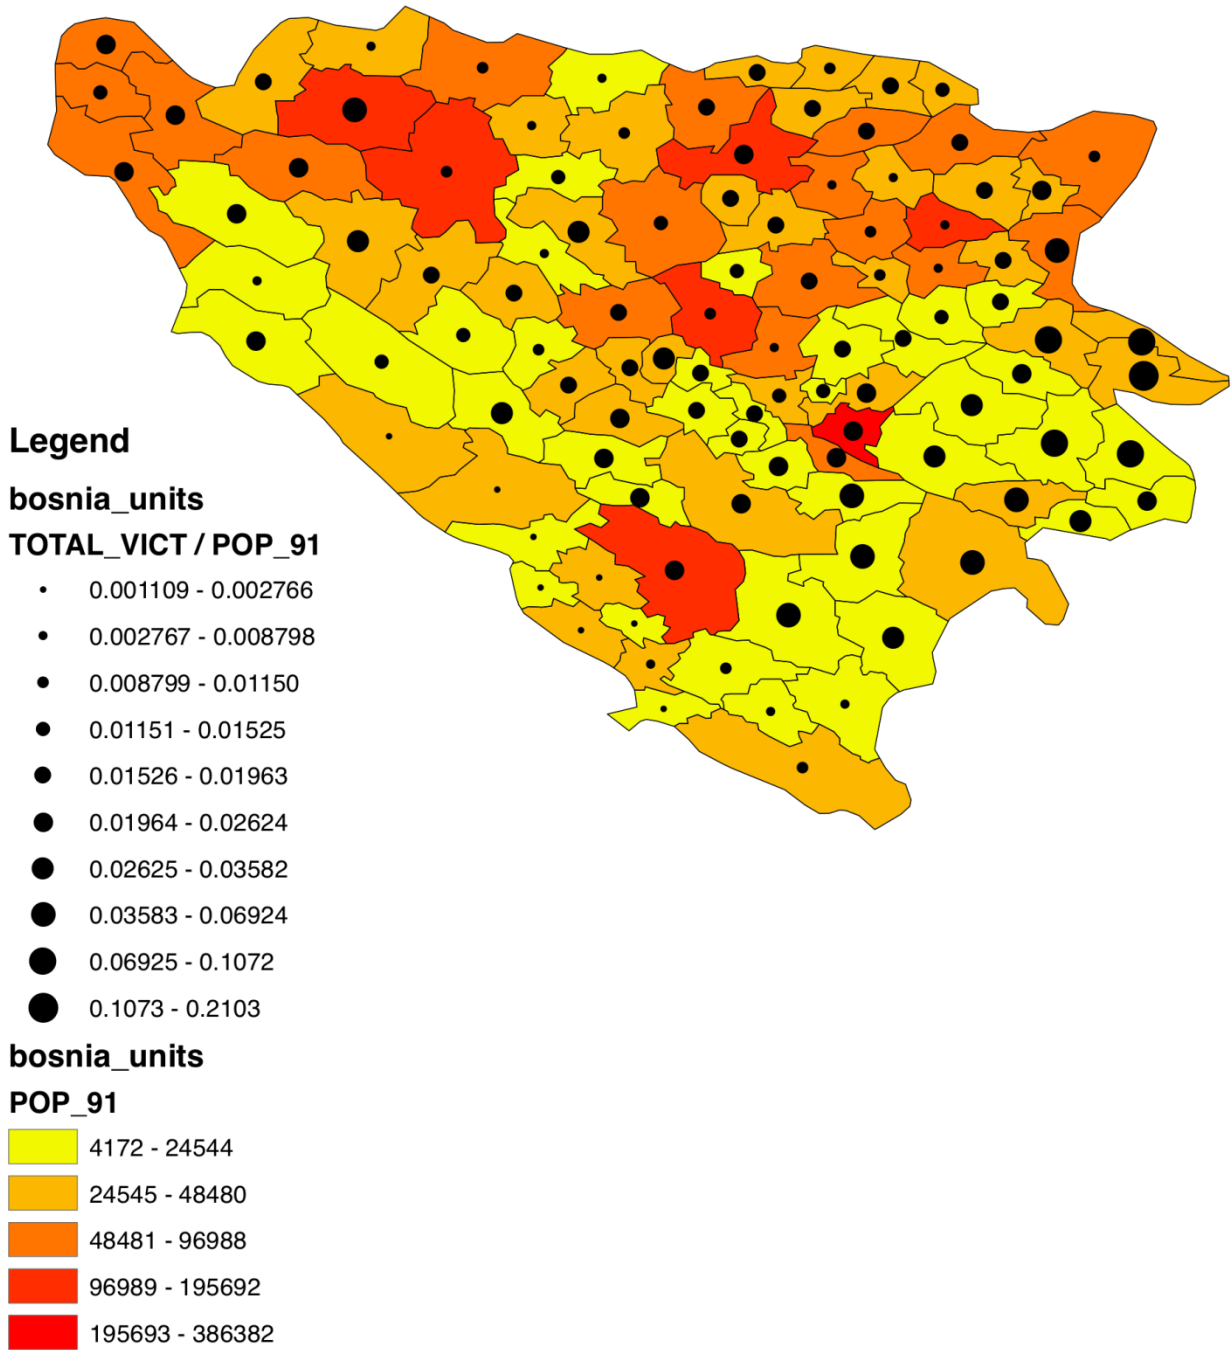 Legend
bosnia_units
TOTAL_VICT / POP_91
0.001109 - 0.002766
0.002767 - 0.008798
0.008799 - 0.01150
0.01151 - 0.01525
0.01526 - 0.01963
0.01964 - 0.02624
0.02625 - 0.03582
0.03583 - 0.06924
0.06925 - 0.1072
0.1073 - 0.2103
bosnia_units
POP_91
4172 - 24544
24545 - 48480
48481 - 96988
96989 - 195692
195693 - 386382